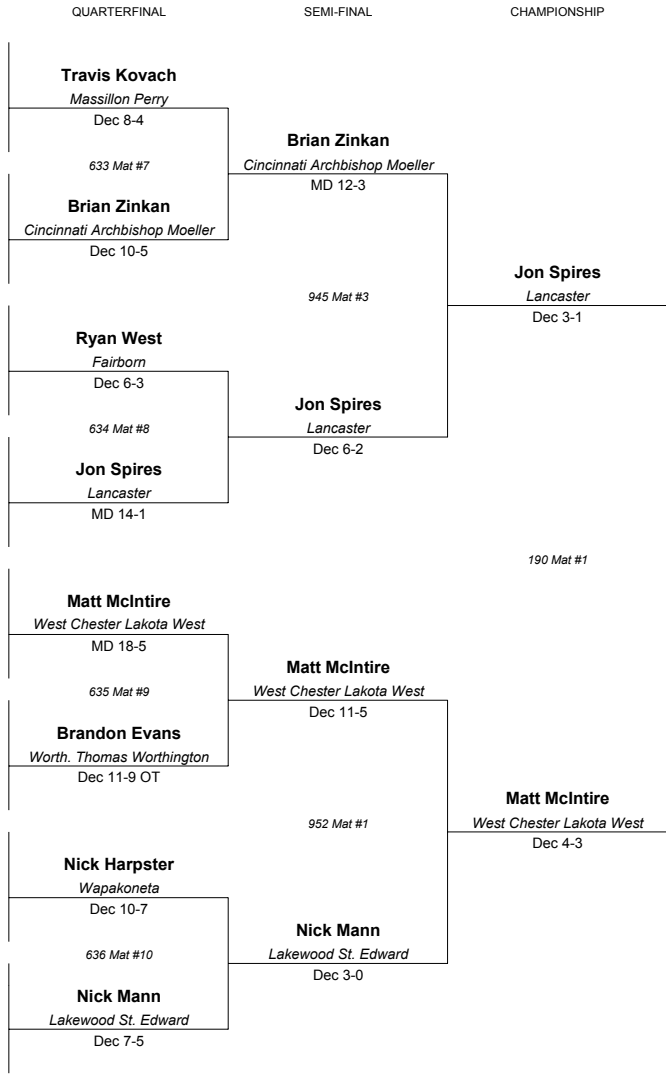 QUARTERFINAL SEMI-FINAL CHAMPIONSHIP
Travis Kovach
Massillon Perry
Dec 8-4
633 Mat #7
Brian Zinkan
Cincinnati Archbishop Moeller
Dec 10-5
Brian Zinkan
Cincinnati Archbishop Moeller
MD 12-3
945 Mat #3
Ryan West
Fairborn
Dec 6-3
634 Mat #8
Jon Spires
Lancaster
MD 14-1
Jon Spires
Lancaster
Dec 6-2
Jon Spires
Lancaster
Dec 3-1
190 Mat #1
Matt McIntire
West Chester Lakota West
MD 18-5
635 Mat #9
Brandon Evans
Worth. Thomas Worthington
Dec 11-9 OT
Matt McIntire
West Chester Lakota West
Dec 11-5
952 Mat #1
Nick Harpster
Wapakoneta
Dec 10-7
636 Mat #10
Nick Mann
Lakewood St. Edward
Dec 7-5
Nick Mann
Lakewood St. Edward
Dec 3-0
Matt McIntire
West Chester Lakota West
Dec 4-3